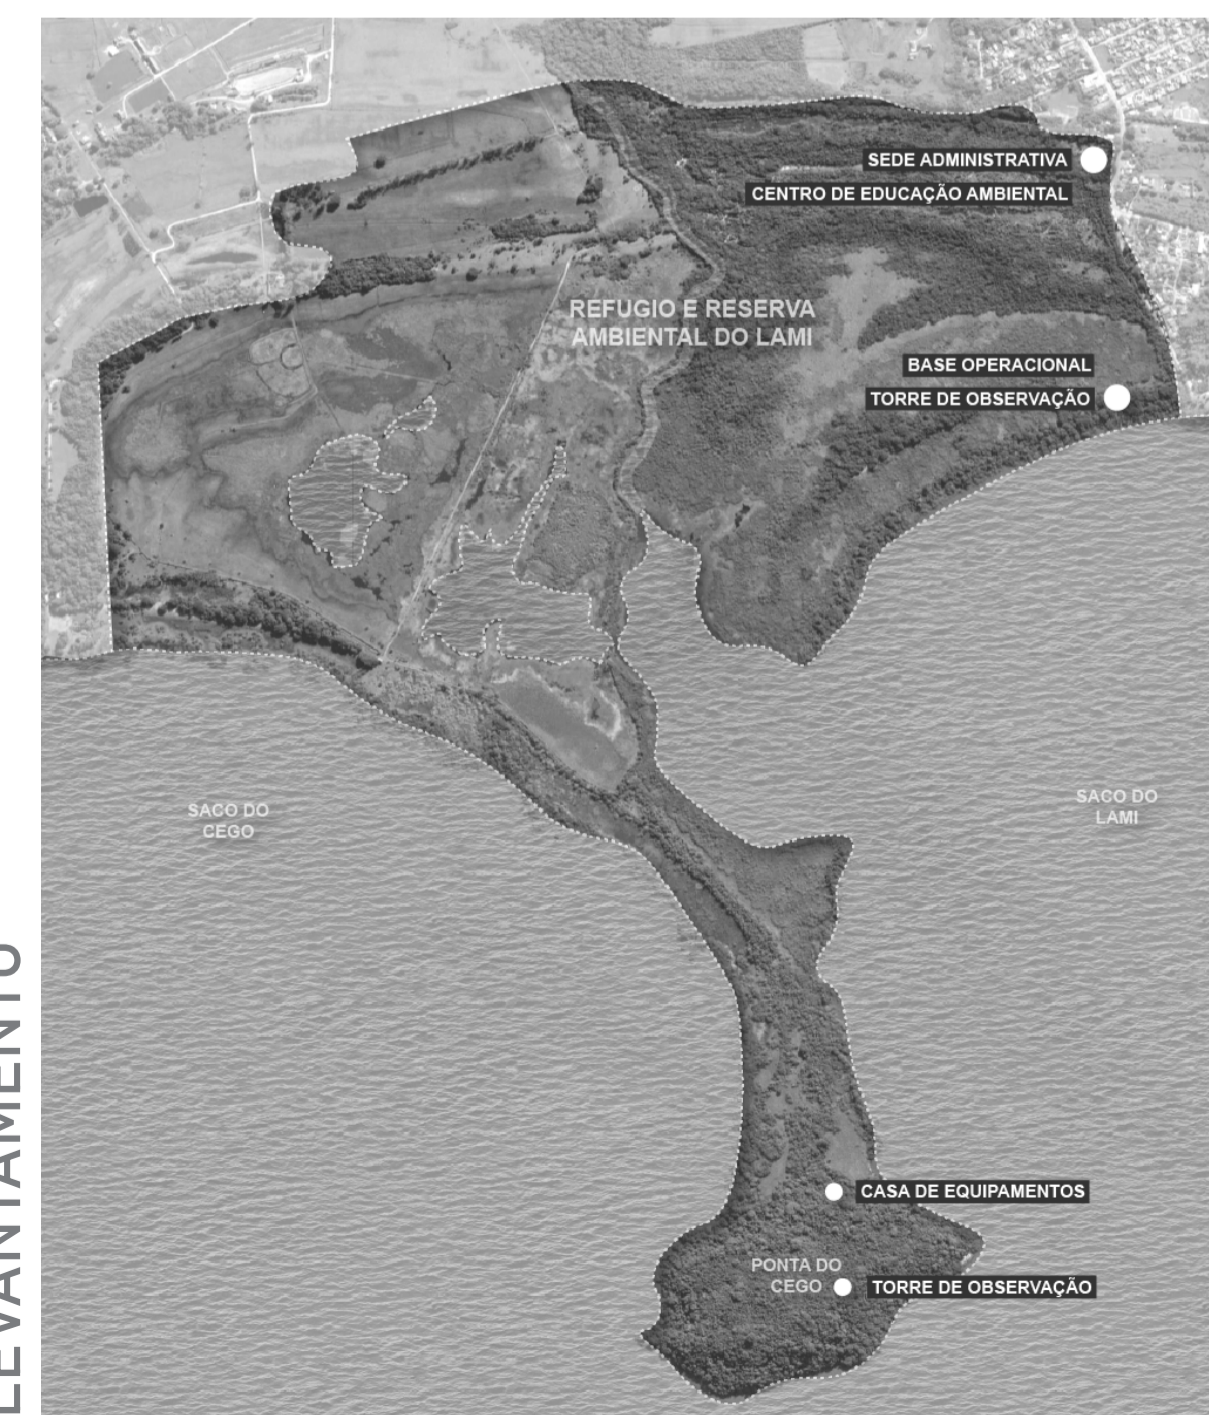 SEDE ADMINISTRATIVA
CENTRO DE EDUCAÇÃO AMBIENTAL
REFUGIO E RESERVA
AMBIENTAL DO LAMI
BASE OPERACIONAL
TORRE DE OBSERVAÇÃO
SACO DO
CEGO
SACO DO
LAMI
CASA DE EQUIPAMENTOS
PONTA DO
CEGO
TORRE DE OBSERVAÇÃO
LEVANTAMENTO